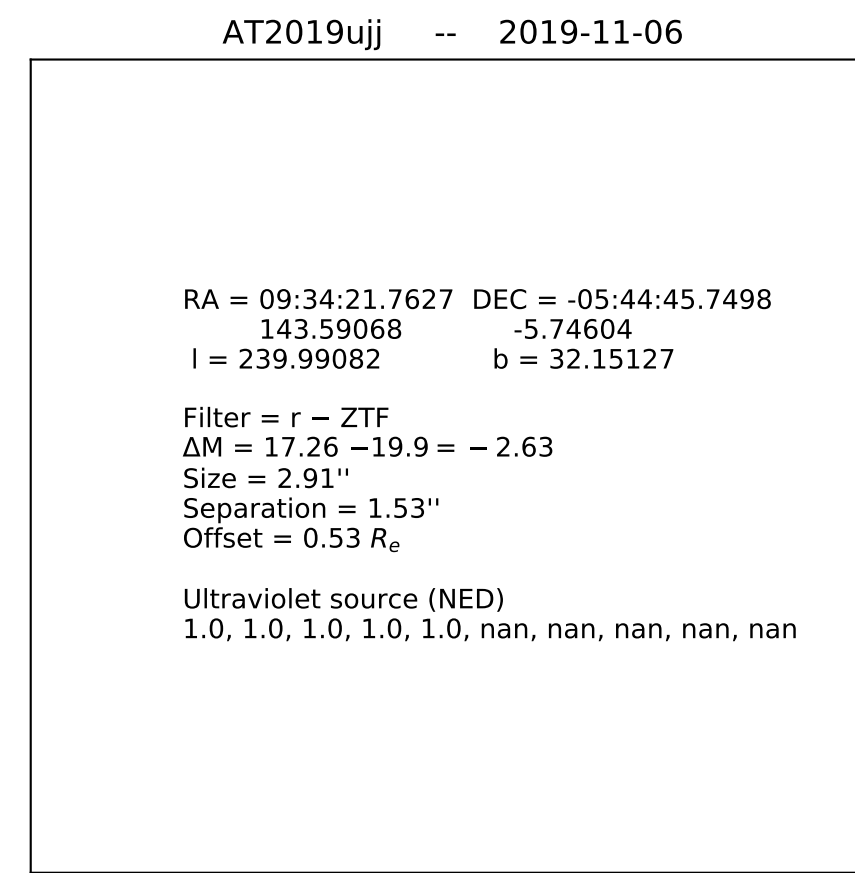 AT2019ujj -- 2019-11-06
RA = 09:34:21.7627 DEC = -05:44:45.7498
143.59068 -5.74604
l = 239.99082 b = 32.15127
Filter = r − ZTF
ΔM = 17.26 −19.9 = − 2.63
Size = 2.91''
Separation = 1.53''
Offset = 0.53 Rₑ
Ultraviolet source (NED)
1.0, 1.0, 1.0, 1.0, 1.0, nan, nan, nan, nan, nan